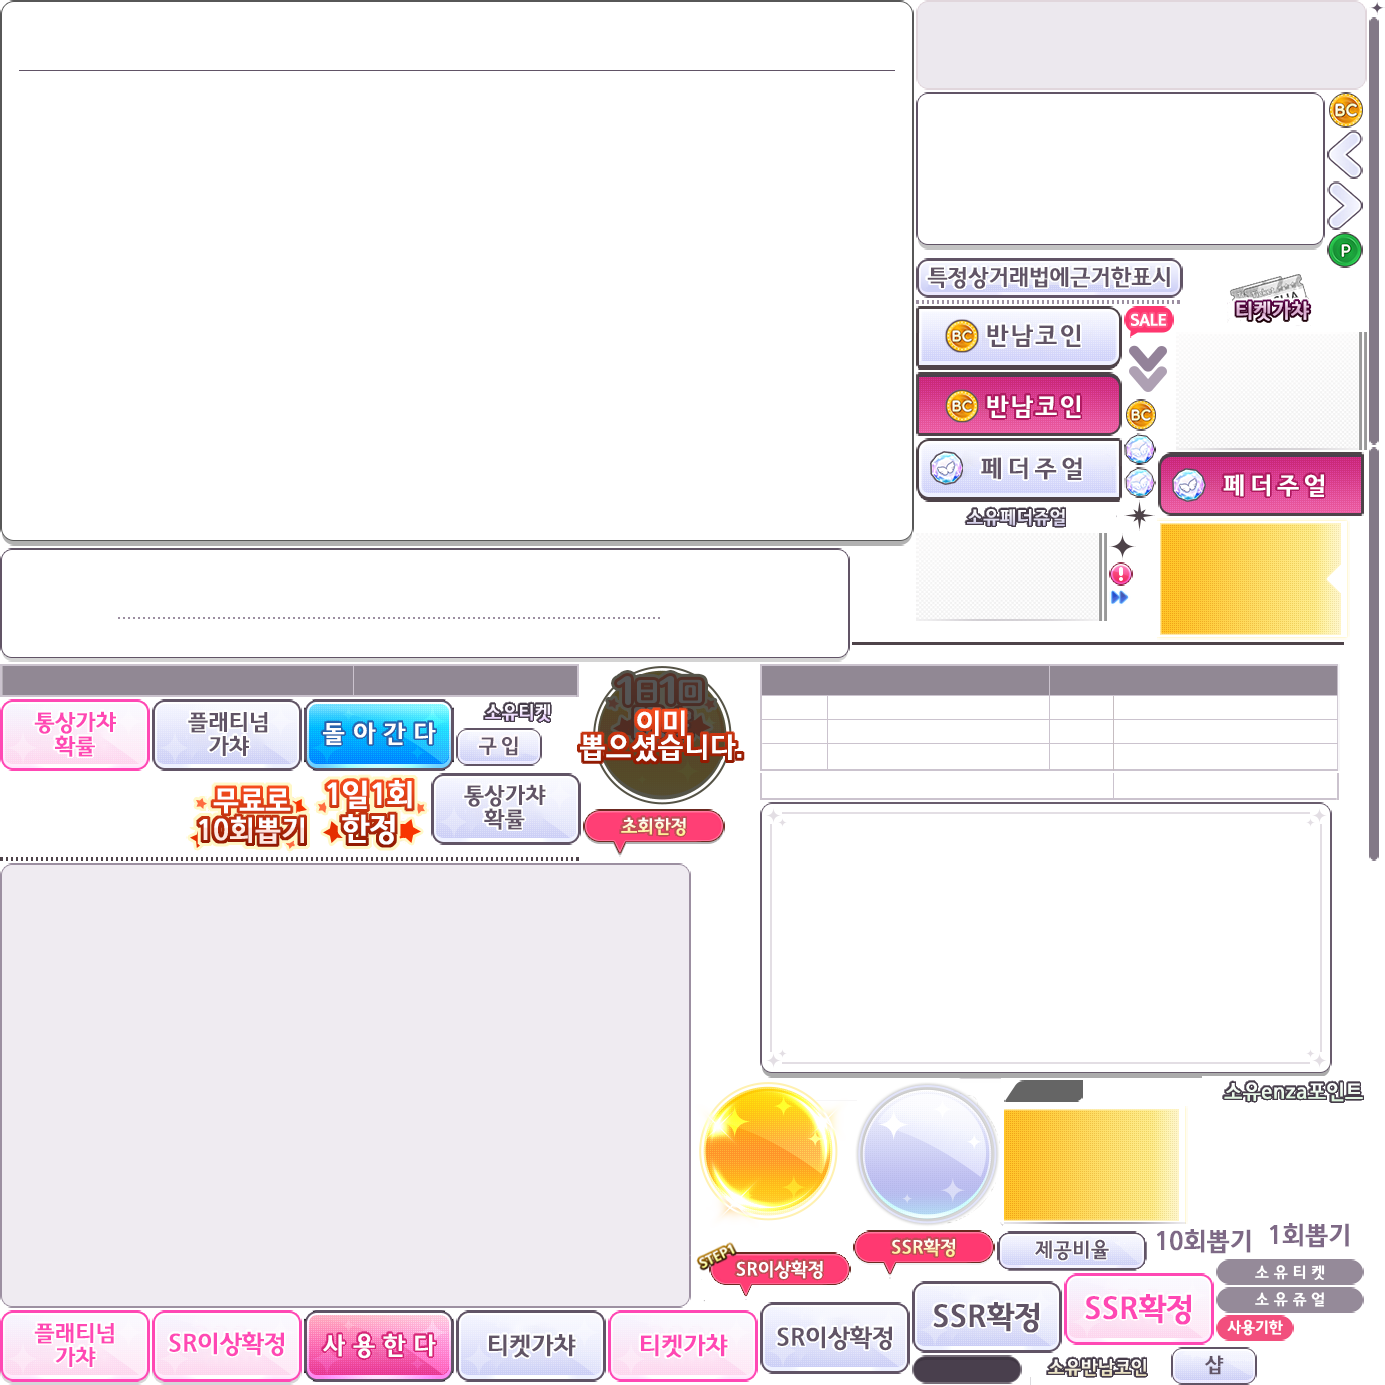 BC
P
특정상거래법에근거한표시
티켓가챠
BC 반남코인
SALE
BC 반남코인
BC
페더주얼
페더주얼
소유페더쥬얼
1日1回
이미
뽑으셨습니다.
통상가챠
확률
플래티넘
가챠
돌아간다
소유티켓
구입
무료로
10회뽑기
1일1회
한정
통상가챠
확률
초회한정
소유enza포인트
STEP1
SR이상확정
SSR확정
제공비율
10회뽑기
1회뽑기
소유티켓
소유쥬얼
사용기한
플래티넘
가챠
SR이상확정
사용한다
티켓가챠
티켓가챠
SR이상확정
SSR확정
SSR확정
소유반남코인
샵